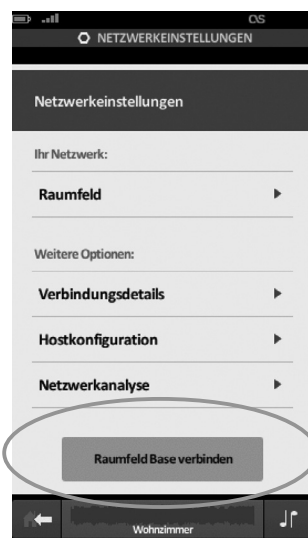 NETZWERKEINSTELLUNGEN
Netzwerkeinstellungen
Ihr Netzwerk:
Raumfeld
Weitere Optionen:
Verbindungsdetails
Hostkonfiguration
Netzwerkanalyse
Raumfeld Base verbinden
Wohnzimmer